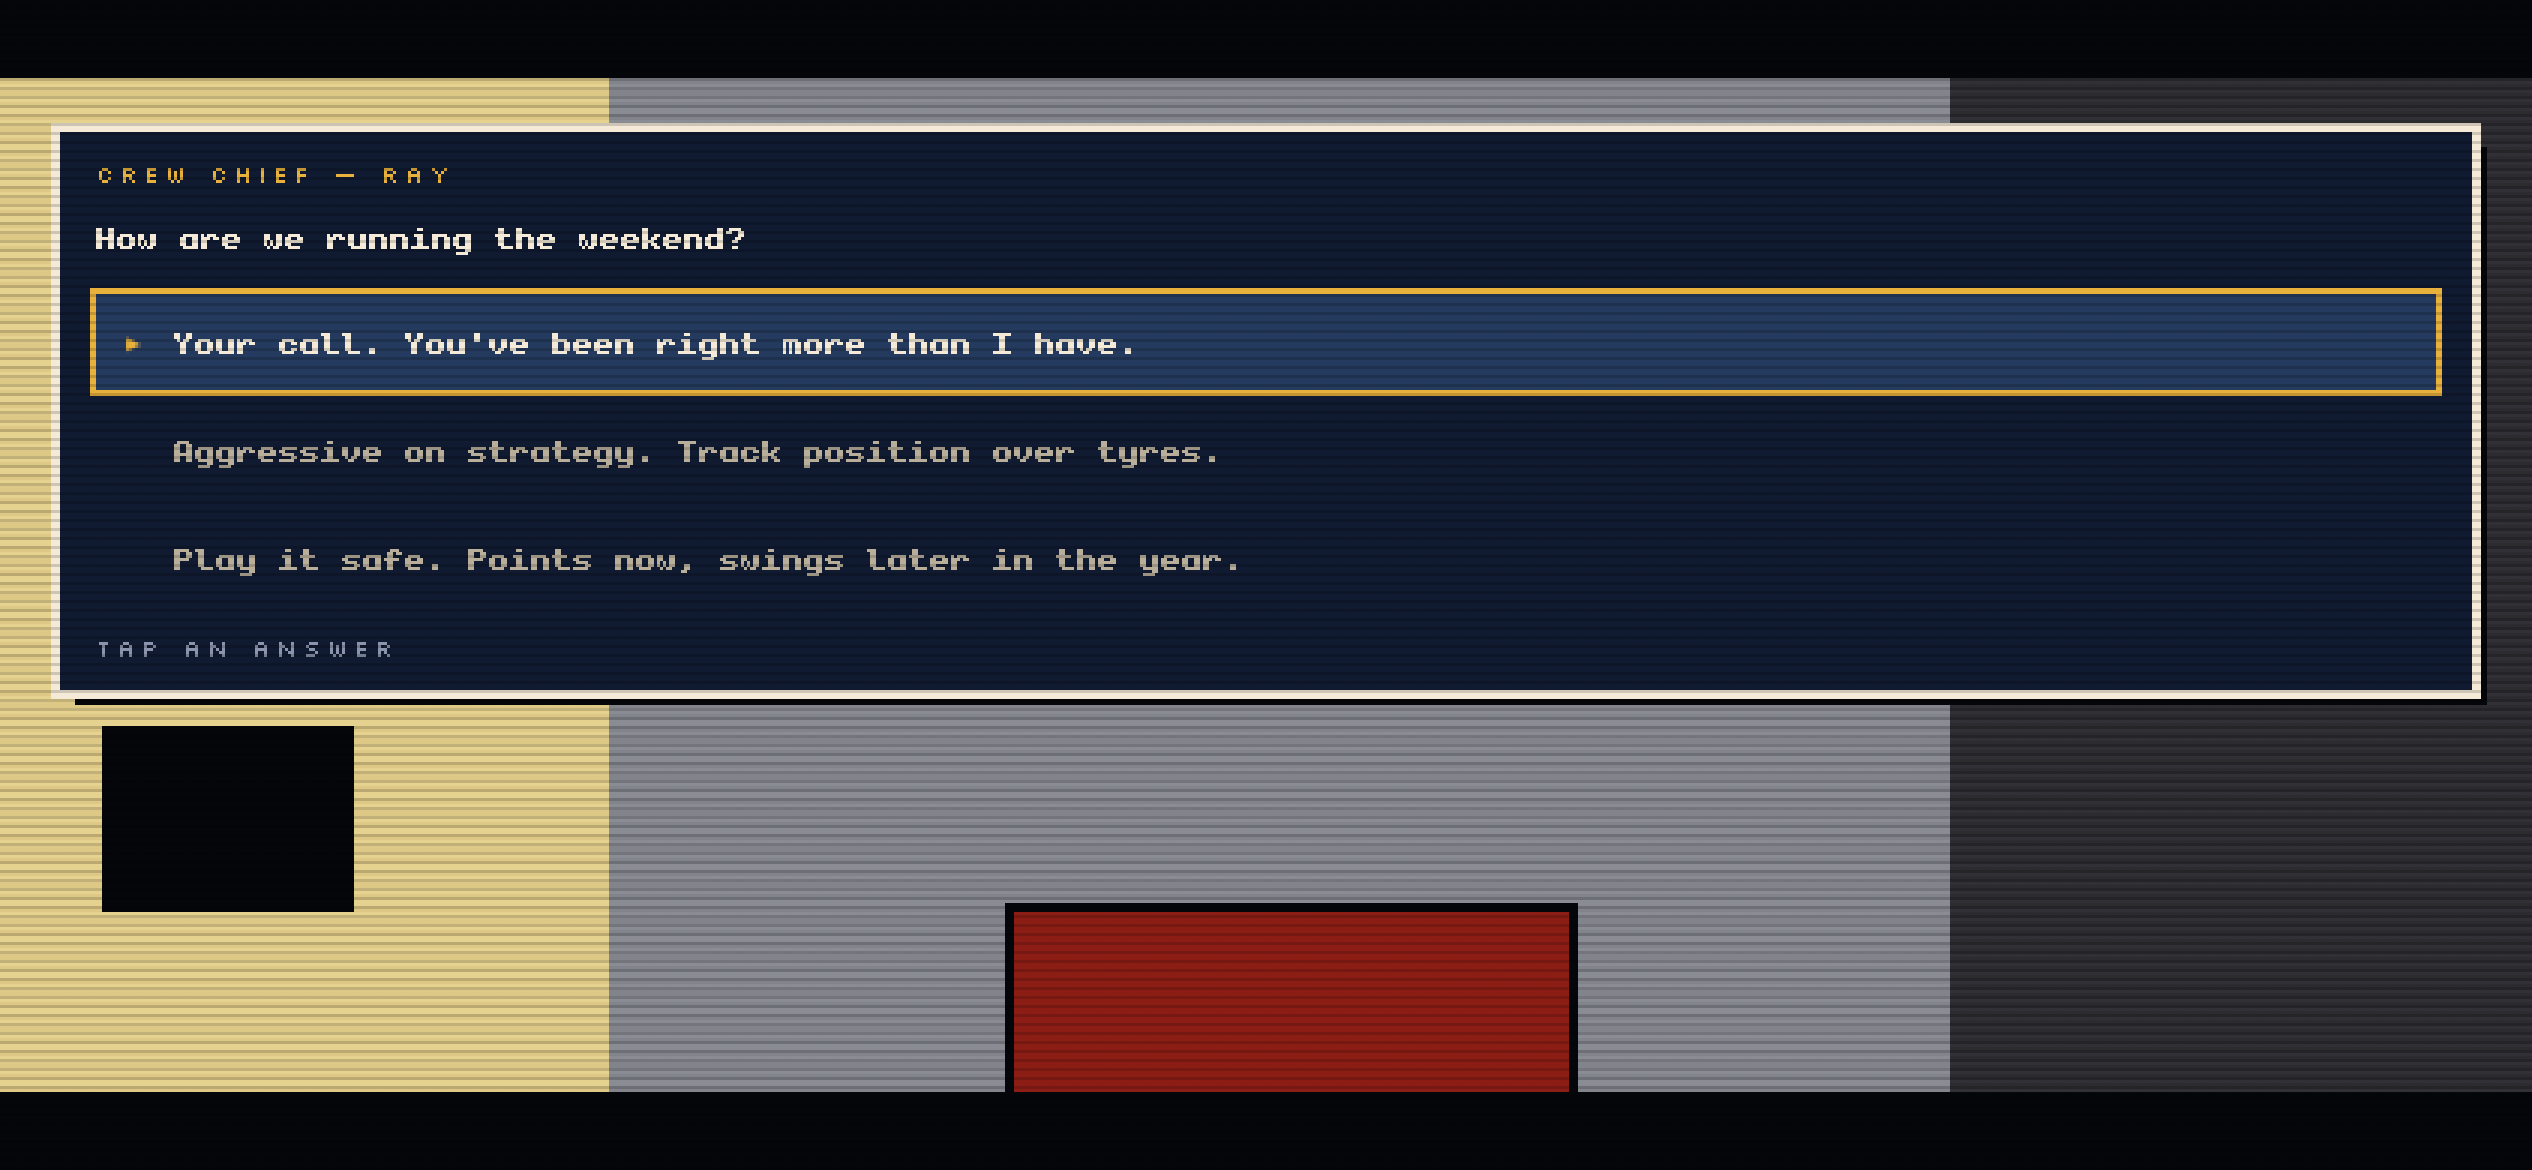 CREW CHIEF — RAY
How are we running the weekend?
Your call. You've been right more than I have.
Aggressive on strategy. Track position over tyres.
Play it safe. Points now, swings later in the year.
TAP AN ANSWER